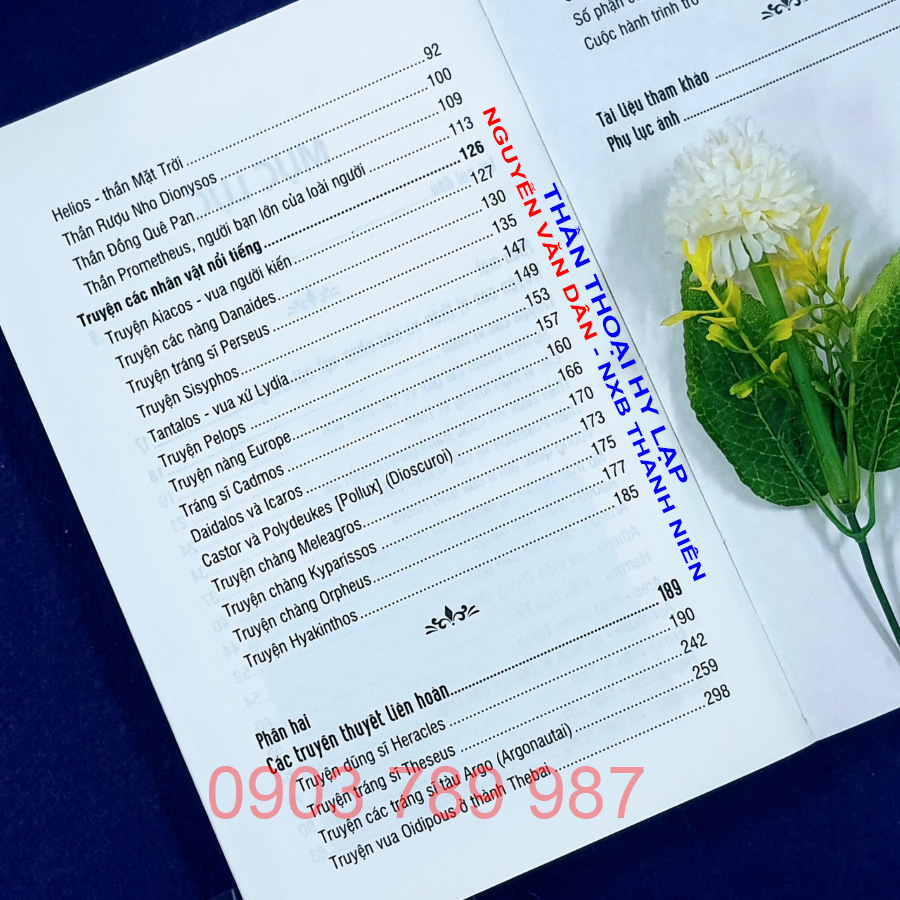 Helios - thần Mặt Trời 92
Thần Rượu Nho Dionysos 100
Thần Đồng Quê Pan 109
Thần Prometheus, người bạn lớn của loài người 113
Truyện các nhân vật nổi tiếng 126
Truyện Aiacos - vua người kiến 127
Truyện các nàng Danaides 130
Truyện tráng sĩ Perseus 135
Truyện Sisyphos 147
Tantalos - vua xứ Lydia 149
Truyện Pelops 153
Truyện nàng Europe 157
Tráng sĩ Cadmos 160
Daidalos và Icaros 166
Castor và Polydeukes [Pollux] (Dioscuroi) 170
Truyện chàng Meleagros 173
Truyện chàng Kyparissos 175
Truyện chàng Orpheus 177
Truyện Hyakinthos 185
Phần hai
Các truyền thuyết liên hoàn 189
Truyện dũng sĩ Heracles 190
Truyện tráng sĩ Theseus 242
Truyện các tráng sĩ tàu Argo (Argonautai) 259
Truyện vua Oidipous ở thành Thebai 298
Số phận
Cuộc hành trình
Tài liệu tham khảo
Phụ lục ảnh
THẦN THOẠI HY LẠP
NGUYỄN VĂN DÂN - NXB THANH NIÊN
0903 789 987